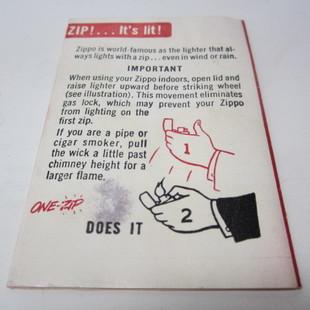 ZIP!... It's lit!
Zippo is world-famous as the lighter that al-
ways lights with a zip... even in wind or rain.
IMPORTANT
When using your Zippo indoors, open lid and
raise lighter upward before striking wheel
(see illustration). This movement eliminates
gas lock, which may prevent your Zippo
from lighting on the
first zip.
If you are a pipe or
cigar smoker, pull
the wick a little past
chimney height for a
larger flame.
1
ONE-ZIP
DOES IT
2